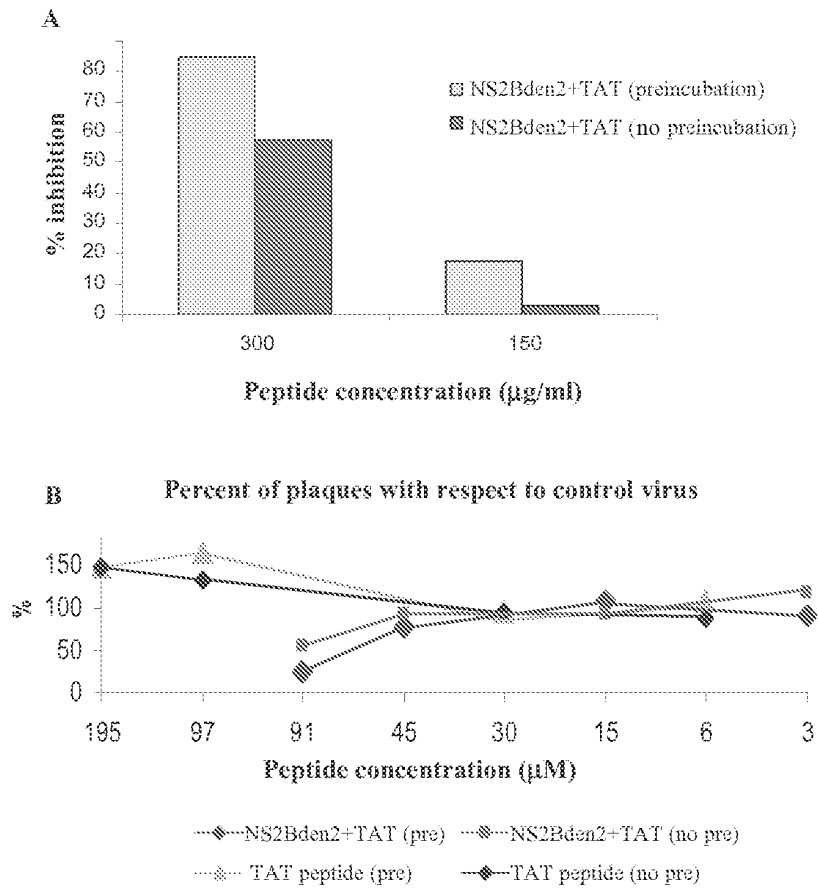 A
80
70
60
50
40
30
20
10
0
% inhibition
NS2Bden2+TAT (preincubation)
NS2Bden2+TAT (no preincubation)
300 150
Peptide concentration (µg/ml)
B Percent of plaques with respect to control virus
150
100
50
0
%
195 97 91 45 30 15 6 3
Peptide concentration (µM)
NS2Bden2+TAT (pre) NS2Bden2+TAT (no pre)
TAT peptide (pre) TAT peptide (no pre)